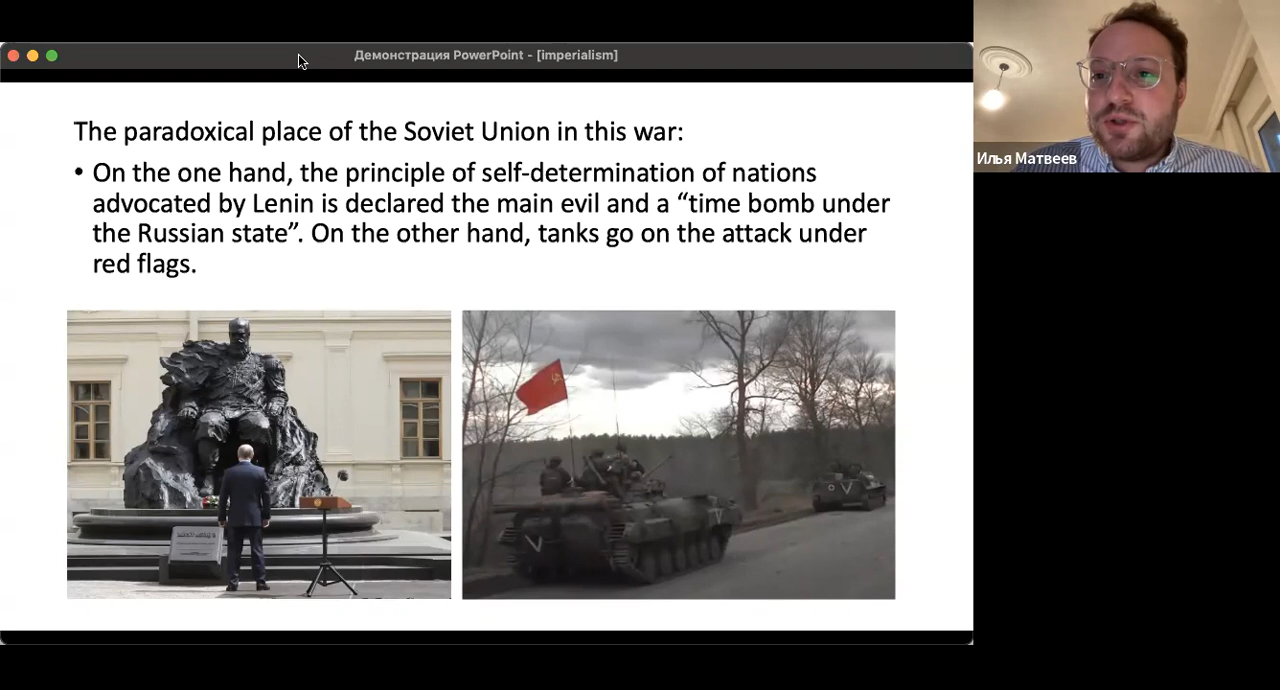 Демонстрация PowerPoint - [imperialism]
The paradoxical place of the Soviet Union in this war:
• On the one hand, the principle of self-determination of nations
advocated by Lenin is declared the main evil and a “time bomb under
the Russian state”. On the other hand, tanks go on the attack under
red flags.
V
V
V
Илья Матвеев